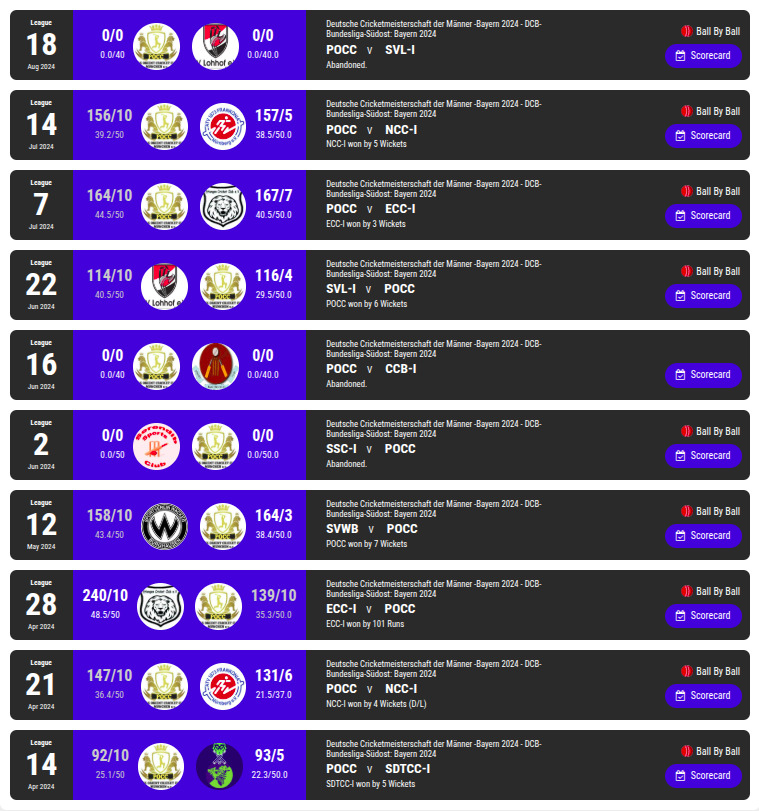 League
18
Aug 2024
0/0
0.0/40
POCC
V. Lohhof e
0/0
0.0/40.0
Deutsche Cricketmeisterschaft der Männer -Bayern 2024 - DCB-
Bundesliga-Südost: Bayern 2024
POCC v SVL-I
Abandoned.
Ball By Ball
Scorecard
League
14
Jul 2024
156/10
39.2/50
POCC
157/5
38.5/50.0
Deutsche Cricketmeisterschaft der Männer -Bayern 2024 - DCB-
Bundesliga-Südost: Bayern 2024
POCC v NCC-I
NCC-I won by 5 Wickets
Ball By Ball
Scorecard
League
7
Jul 2024
164/10
44.5/50
POCC
167/7
40.5/50.0
Deutsche Cricketmeisterschaft der Männer -Bayern 2024 - DCB-
Bundesliga-Südost: Bayern 2024
POCC v ECC-I
ECC-I won by 3 Wickets
Ball By Ball
Scorecard
League
22
Jun 2024
114/10
40.5/50
V. Lohhof e
POCC
116/4
29.5/50.0
Deutsche Cricketmeisterschaft der Männer -Bayern 2024 - DCB-
Bundesliga-Südost: Bayern 2024
SVL-I v POCC
POCC won by 6 Wickets
Ball By Ball
Scorecard
League
16
Jun 2024
0/0
0.0/40
POCC
0/0
0.0/40.0
Deutsche Cricketmeisterschaft der Männer -Bayern 2024 - DCB-
Bundesliga-Südost: Bayern 2024
POCC v CCB-I
Abandoned.
Scorecard
League
2
Jun 2024
0/0
0.0/50
Serendib
Sports
Club
POCC
0/0
0.0/50.0
Deutsche Cricketmeisterschaft der Männer -Bayern 2024 - DCB-
Bundesliga-Südost: Bayern 2024
SSC-I v POCC
Abandoned.
Ball By Ball
Scorecard
League
12
May 2024
158/10
43.4/50
W
POCC
164/3
38.4/50.0
Deutsche Cricketmeisterschaft der Männer -Bayern 2024 - DCB-
Bundesliga-Südost: Bayern 2024
SVWB v POCC
POCC won by 7 Wickets
Ball By Ball
Scorecard
League
28
Apr 2024
240/10
48.5/50
POCC
139/10
35.3/50.0
Deutsche Cricketmeisterschaft der Männer -Bayern 2024 - DCB-
Bundesliga-Südost: Bayern 2024
ECC-I v POCC
ECC-I won by 101 Runs
Ball By Ball
Scorecard
League
21
Apr 2024
147/10
36.4/50
POCC
131/6
21.5/37.0
Deutsche Cricketmeisterschaft der Männer -Bayern 2024 - DCB-
Bundesliga-Südost: Bayern 2024
POCC v NCC-I
NCC-I won by 4 Wickets (D/L)
Ball By Ball
Scorecard
League
14
Apr 2024
92/10
25.1/50
POCC
93/5
22.3/50.0
Deutsche Cricketmeisterschaft der Männer -Bayern 2024 - DCB-
Bundesliga-Südost: Bayern 2024
POCC v SDTCC-I
SDTCC-I won by 5 Wickets
Ball By Ball
Scorecard